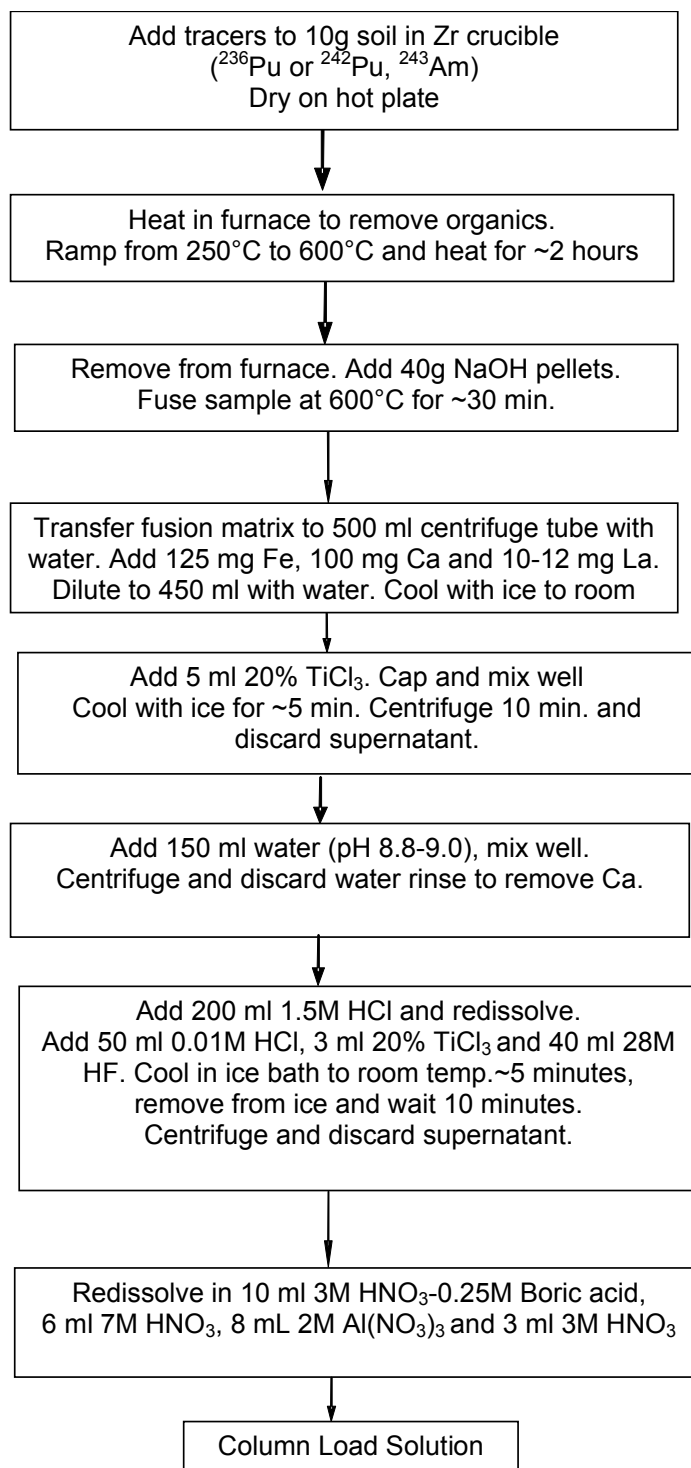 Add tracers to 10g soil in Zr crucible
(²³⁶Pu or ²⁴²Pu, ²⁴³Am)
Dry on hot plate
Heat in furnace to remove organics.
Ramp from 250°C to 600°C and heat for ~2 hours
Remove from furnace. Add 40g NaOH pellets.
Fuse sample at 600°C for ~30 min.
Transfer fusion matrix to 500 ml centrifuge tube with
water. Add 125 mg Fe, 100 mg Ca and 10-12 mg La.
Dilute to 450 ml with water. Cool with ice to room
Add 5 ml 20% TiCl₃. Cap and mix well
Cool with ice for ~5 min. Centrifuge 10 min. and
discard supernatant.
Add 150 ml water (pH 8.8-9.0), mix well.
Centrifuge and discard water rinse to remove Ca.
Add 200 ml 1.5M HCl and redissolve.
Add 50 ml 0.01M HCl, 3 ml 20% TiCl₃ and 40 ml 28M
HF. Cool in ice bath to room temp.~5 minutes,
remove from ice and wait 10 minutes.
Centrifuge and discard supernatant.
Redissolve in 10 ml 3M HNO₃-0.25M Boric acid,
6 ml 7M HNO₃, 8 mL 2M Al(NO₃)₃ and 3 ml 3M HNO₃
Column Load Solution